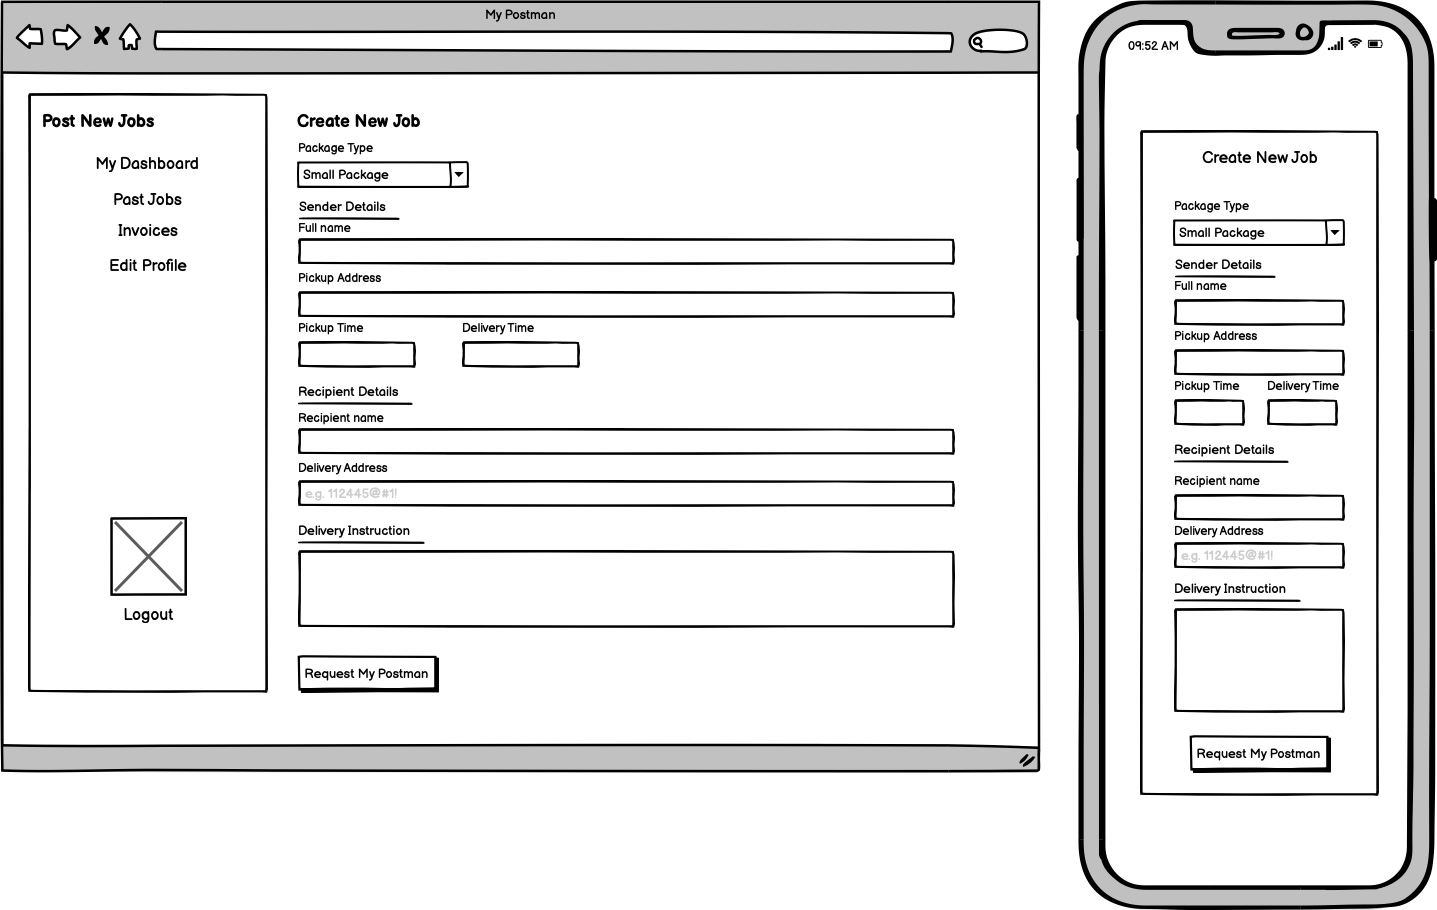 My Postman
Post New Jobs
My Dashboard
Past Jobs
Invoices
Edit Profile
Logout
Create New Job
Package Type
Small Package
Sender Details
Full name
Pickup Address
Pickup Time Delivery Time
Recipient Details
Recipient name
Delivery Address
e.g. 112445@#1!
Delivery Instruction
Request My Postman
09:52 AM
Create New Job
Package Type
Small Package
Sender Details
Full name
Pickup Address
Pickup Time Delivery Time
Recipient Details
Recipient name
Delivery Address
e.g. 112445@#1!
Delivery Instruction
Request My Postman